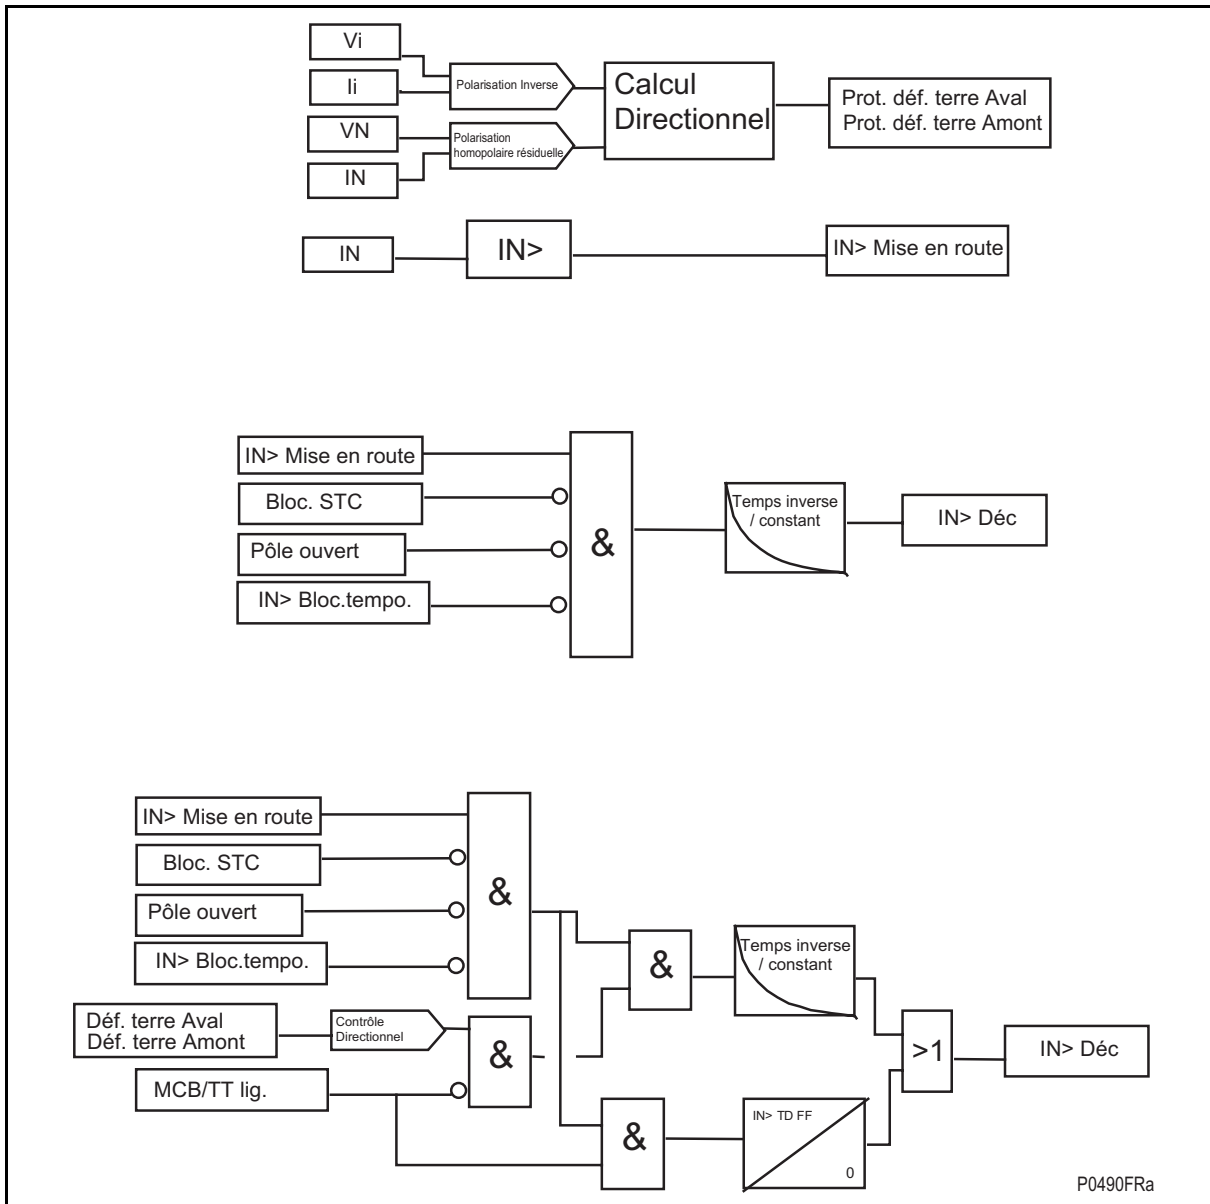 Vi
Ii
VN
IN
Polarisation Inverse
Polarisation
homopolaire résiduelle
Calcul
Directionnel
Prot. déf. terre Aval
Prot. déf. terre Amont
IN
IN>
IN> Mise en route
IN> Mise en route
Bloc. STC
Pôle ouvert
IN> Bloc.tempo.
&
Temps inverse
/ constant
IN> Déc
IN> Mise en route
Bloc. STC
Pôle ouvert
IN> Bloc.tempo.
&
Déf. terre Aval
Déf. terre Amont
Contrôle
Directionnel
MCB/TT lig.
&
&
Temps inverse
/ constant
&
IN> TD FF
0
>1
IN> Déc
P0490FRa